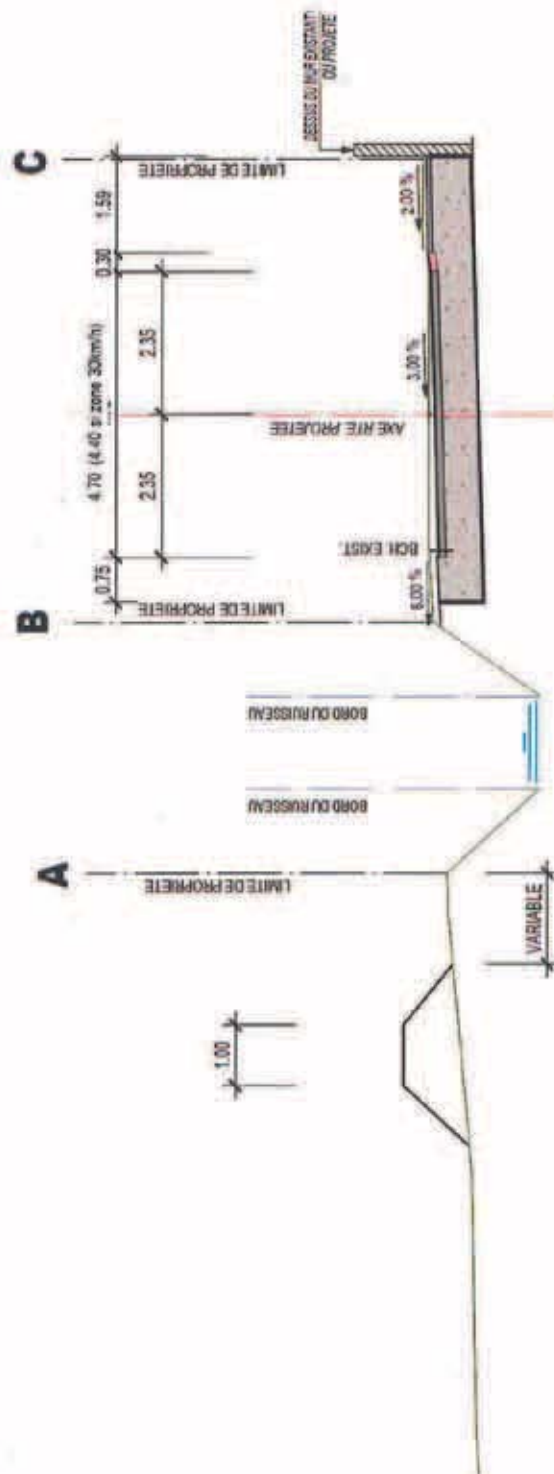 A
B
C
0.75
4.70 (4.40 si zone 30km/h)
0.30
1.59
2.35
2.35
1.00
LIMITE DE PROPRIETE
BORD DU RUISSEAU
BORD DU RUISSEAU
LIMITE DE PROPRIETE
AXE RTE PROJETEE
LIMITE DE PROPRIETE
DESSUS DU MUR EXISTANT
OU PROJETE
BCH EXIST.
6.00 %
3.00 %
2.00 %
VARIABLE